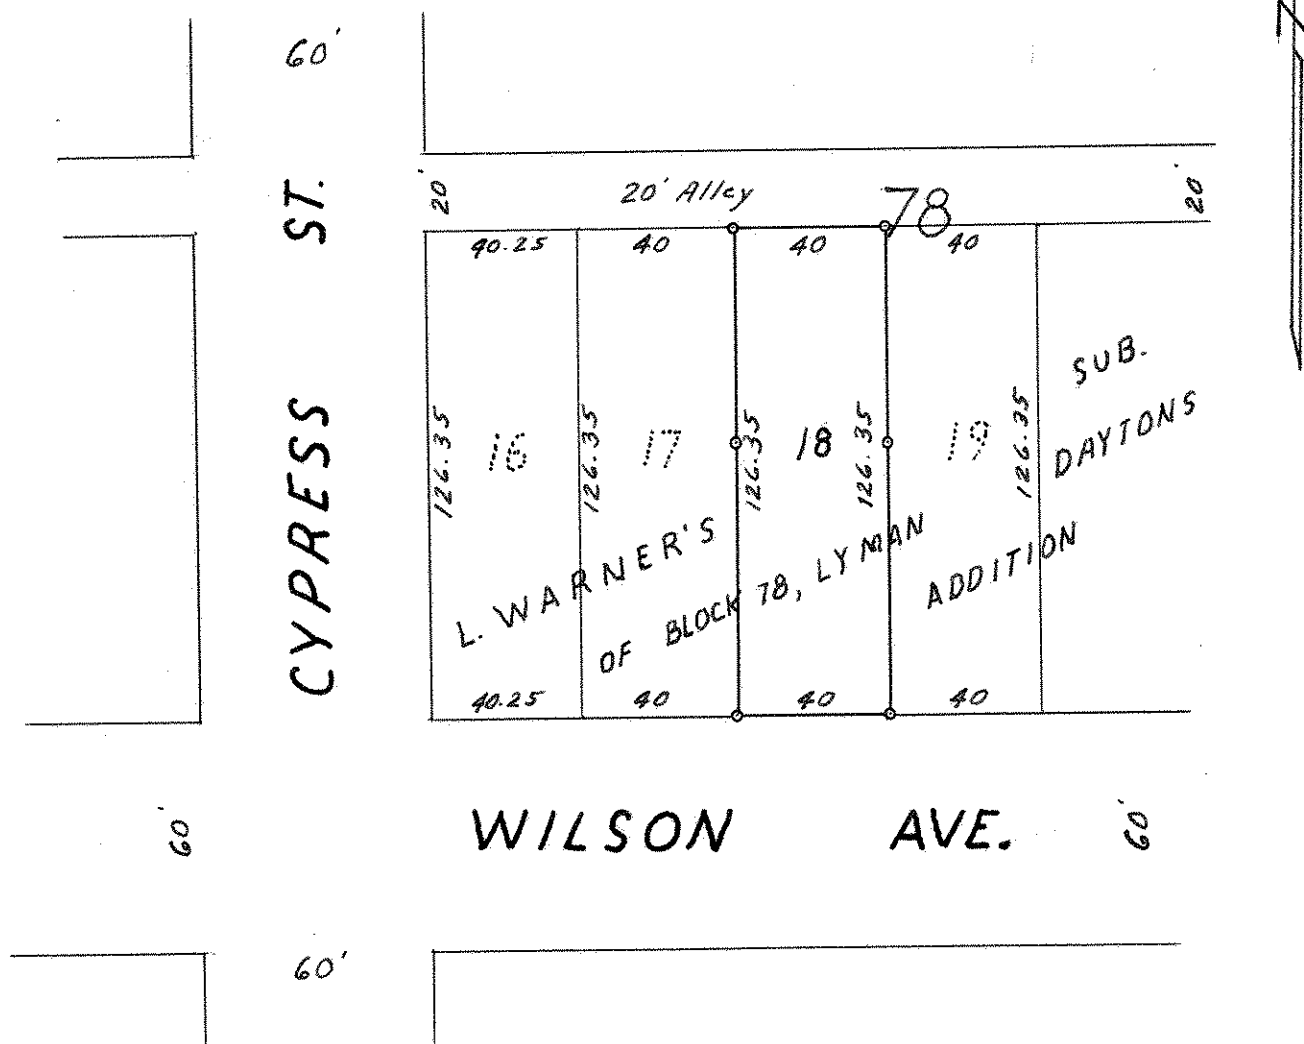 60'
CYPRESS ST.
20'
20' Alley
78
20'
40.25 40 40 40
126.35 16 126.35 17 126.35 18 126.35 19 126.35
L. WARNER'S SUB.
OF BLOCK 78, LYMAN DAYTONS
ADDITION
40.25 40 40 40
60'
WILSON AVE.
60'
60'